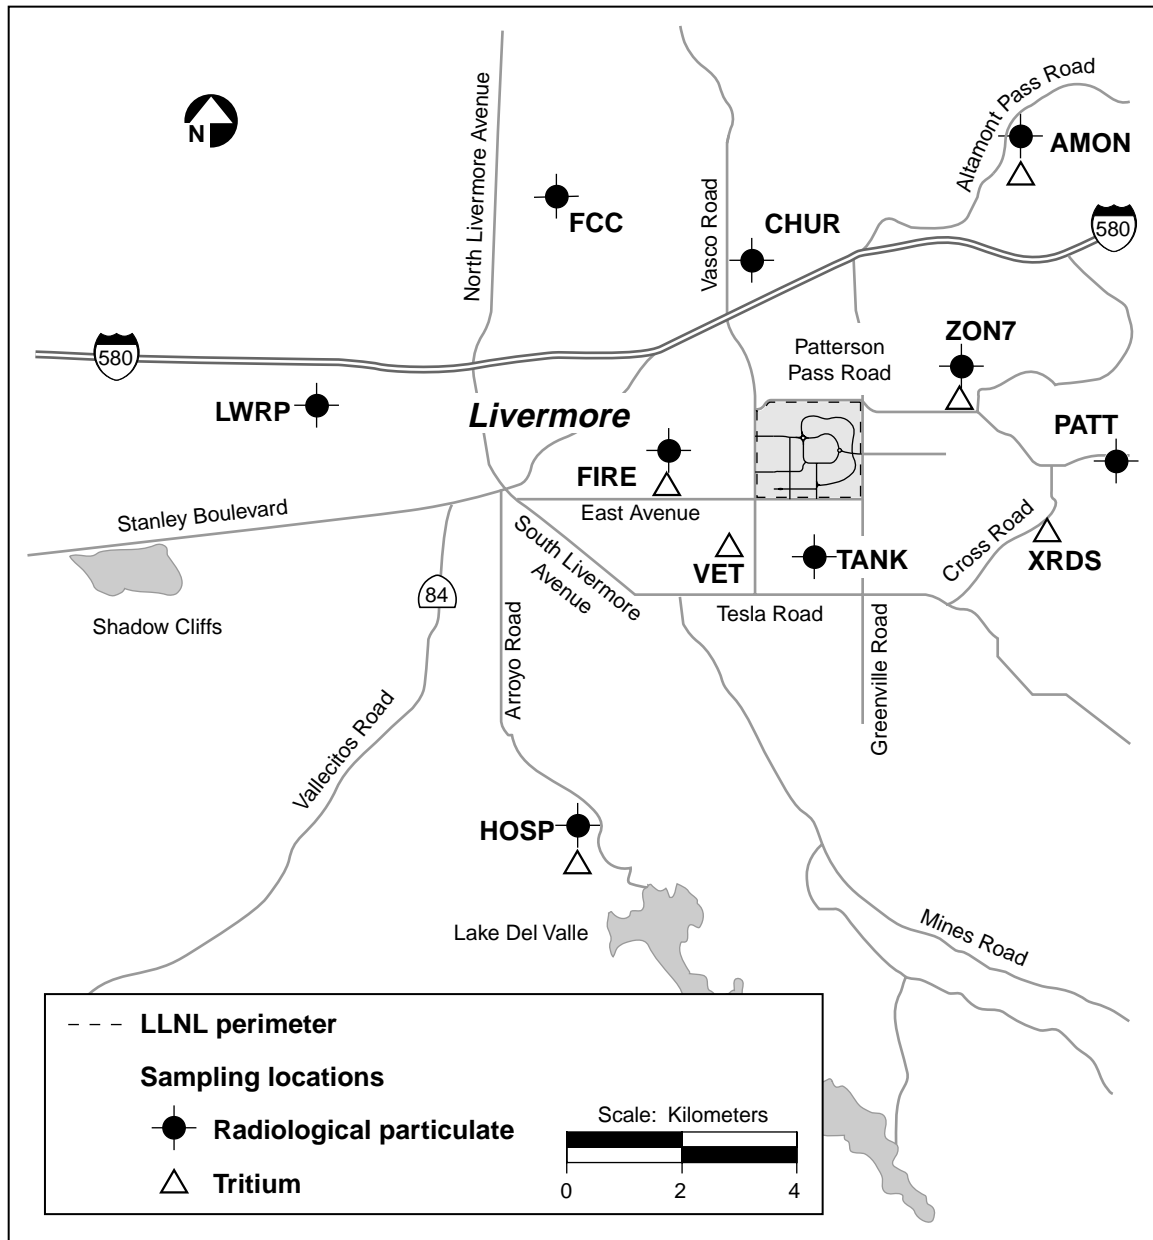 Altamont Pass Road
North Livermore Avenue
N
AMON
Vasco Road
FCC
CHUR
580
ZON7
580
Patterson
Pass Road
LWRP
Livermore
PATT
FIRE
East Avenue
Stanley Boulevard
South Livermore
Avenue
Cross Road
VET
TANK
XRDS
84
Tesla Road
Shadow Cliffs
Arroyo Road
Greenville Road
Vallecitos Road
HOSP
Lake Del Valle
Mines Road
LLNL perimeter
Sampling locations
Radiological particulate
Tritium
Scale: Kilometers
0 2 4